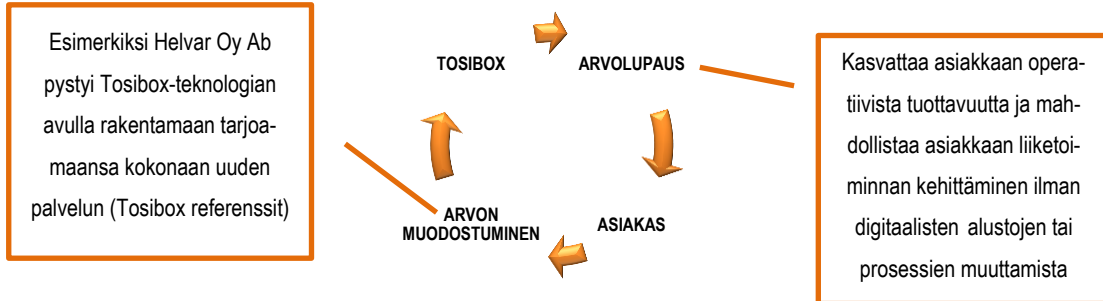 Esimerkiksi Helvar Oy Ab
pystyi Tosibox-teknologian
avulla rakentamaan tarjoa-
maansa kokonaan uuden
palvelun (Tosibox referenssit)
TOSIBOX
ARVOLUPAUS
ARVON
MUODOSTUMINEN
ASIAKAS
Kasvattaa asiakkaan opera-
tiivista tuottavuutta ja mah-
dollistaa asiakkaan liiketoi-
minnan kehittäminen ilman
digitaalisten alustojen tai
prosessien muuttamista